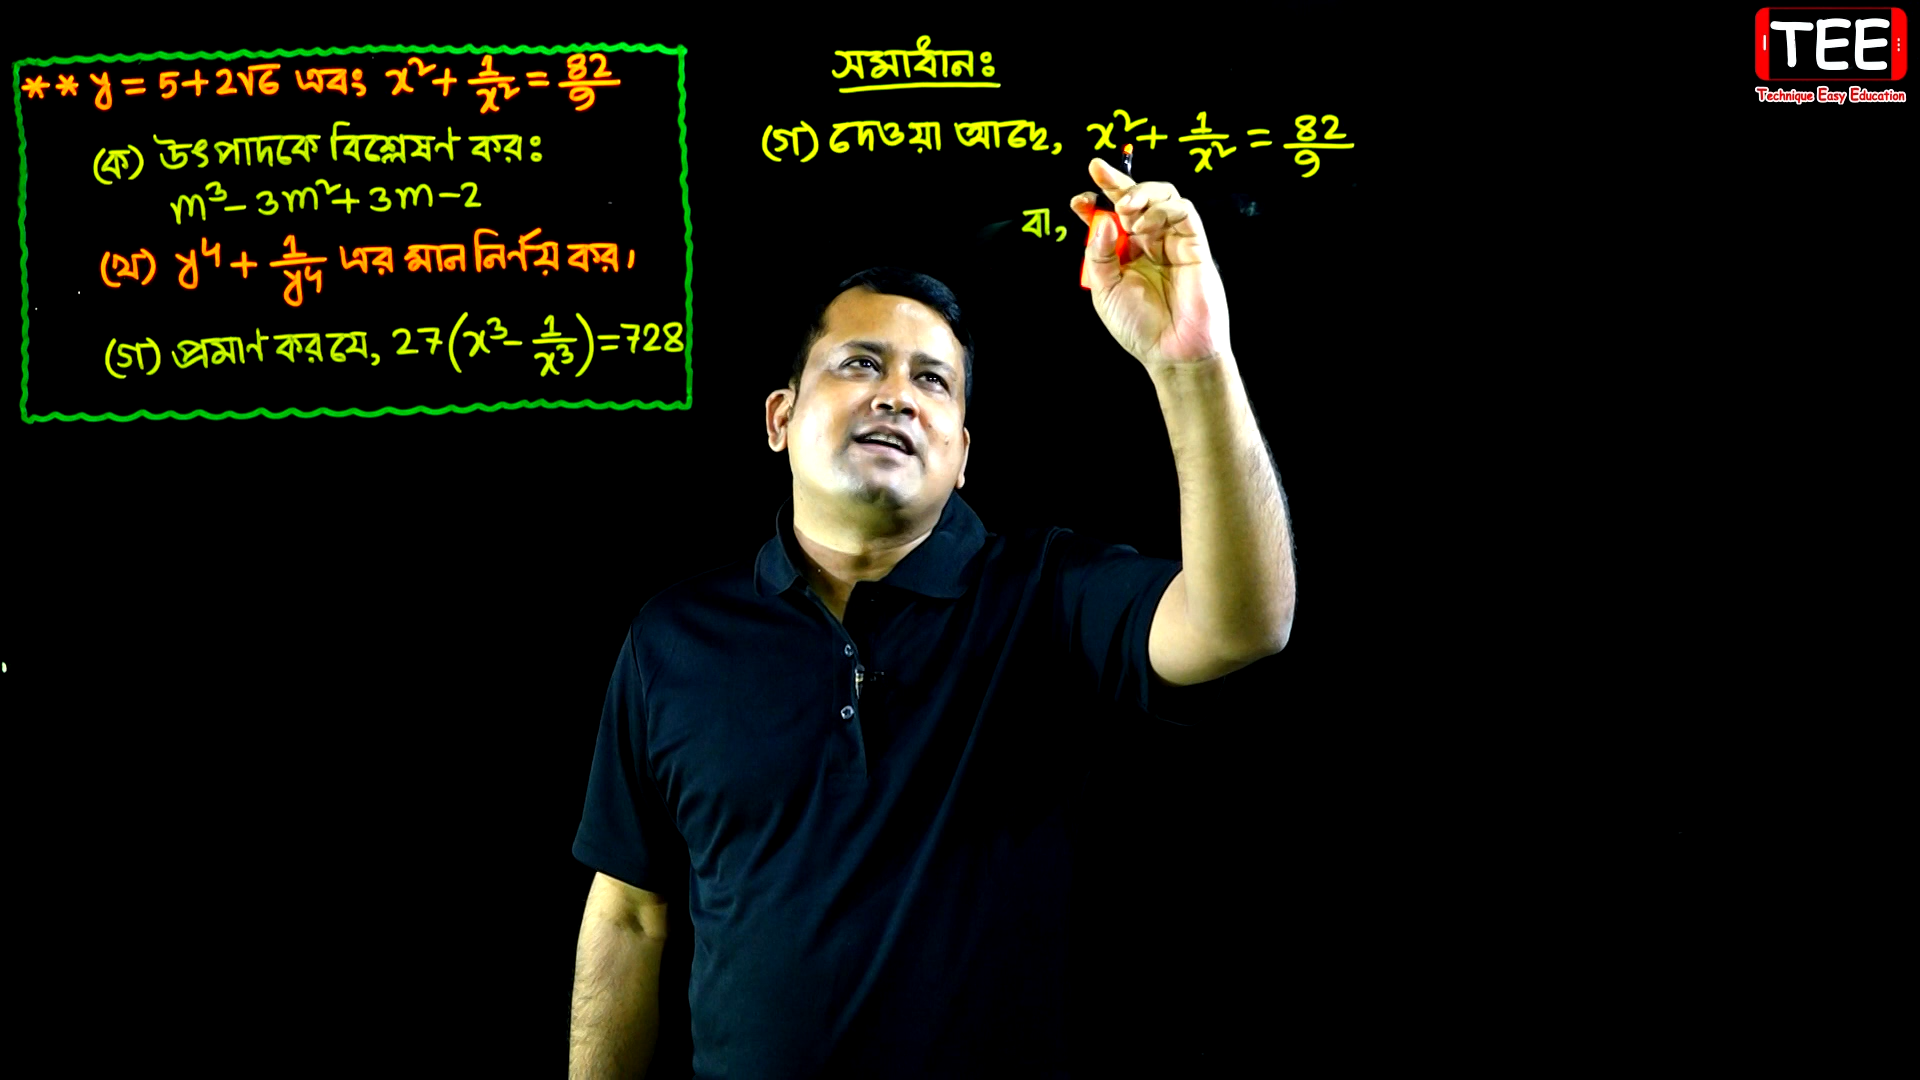 ** y = 5+2√6 এবং x² + 1/x² = 82/9
(ক) উৎপাদকে বিশ্লেষণ করঃ
m³ - 3m² + 3m - 2
(খ) y⁴ + 1/y⁴ এর মান নির্ণয় কর।
(গ) প্রমাণ কর যে, 27(x³ - 1/x³) = 728
সমাধানঃ
(গ) দেওয়া আছে, x² + 1/x² = 82/9
বা,
TEE
Technique Easy Education